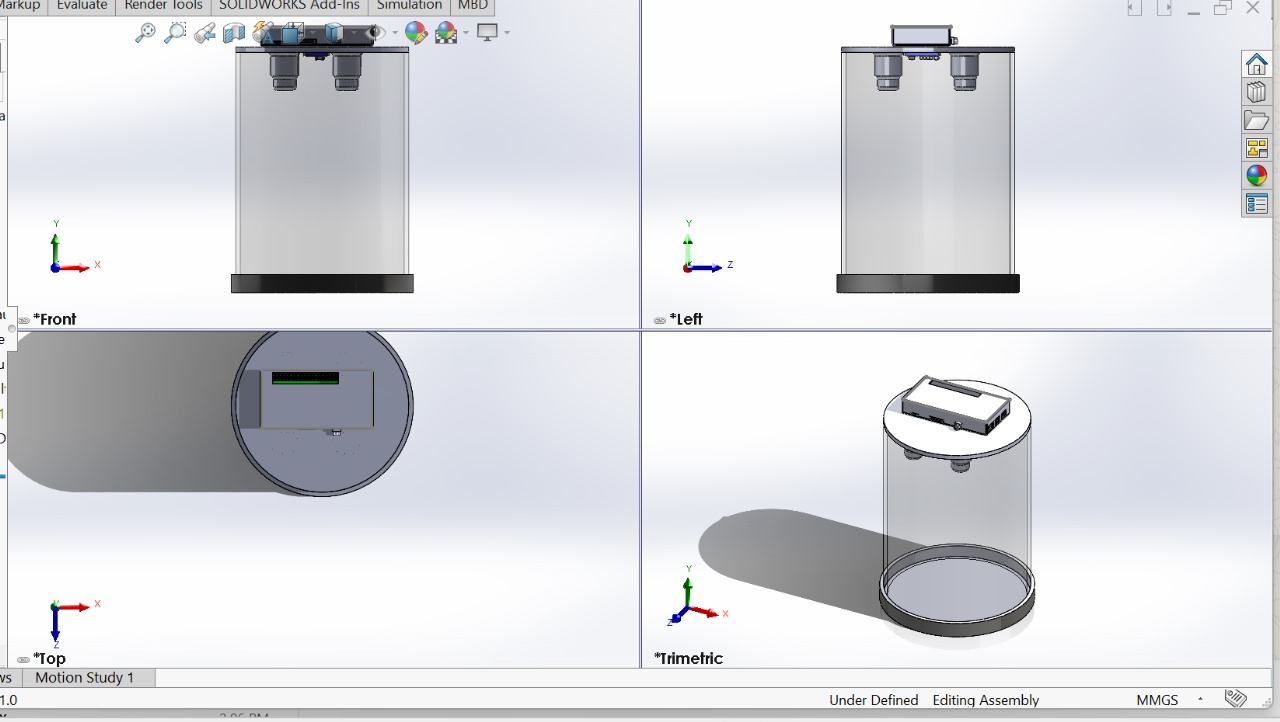 Markup Evaluate Render Tools SOLIDWORKS Add-Ins Simulation MBD
Y
X
*Front
Y
Z
*Left
X
Z
*Top
Y
X
Z
*Trimetric
Motion Study 1
1.0
Under Defined Editing Assembly MMGS